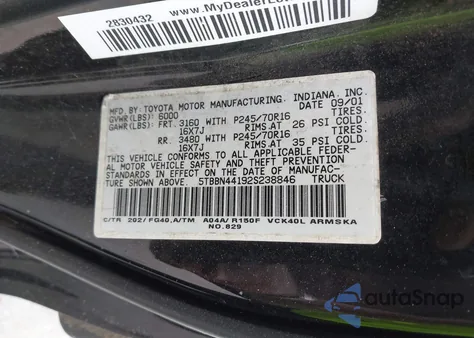 2830432
www.MyDealerLo
MFD. BY: TOYOTA MOTOR MANUFACTURING, INDIANA, INC.
GVWR(LBS): 6000 DATE 09/01
GAWR(LBS): FRT. 3160 WITH P245/70R16 TIRES,
16X7J RIMS.AT 26 PSI COLD.
RR. 3480 WITH P245/70R16 TIRES,
16X7J RIMS.AT 35 PSI COLD.
THIS VEHICLE CONFORMS TO ALL APPLICABLE FEDER-
AL MOTOR VEHICLE SAFETY AND THEFT PREVENTION
STANDARDS IN EFFECT ON THE DATE OF MANUFAC-
TURE SHOWN ABOVE.
5TBBN44192S238846 TRUCK
C/TR 202/FG40,A/TM A04A/R150F VCK40L ARMSKA
NO.829
autoSnap